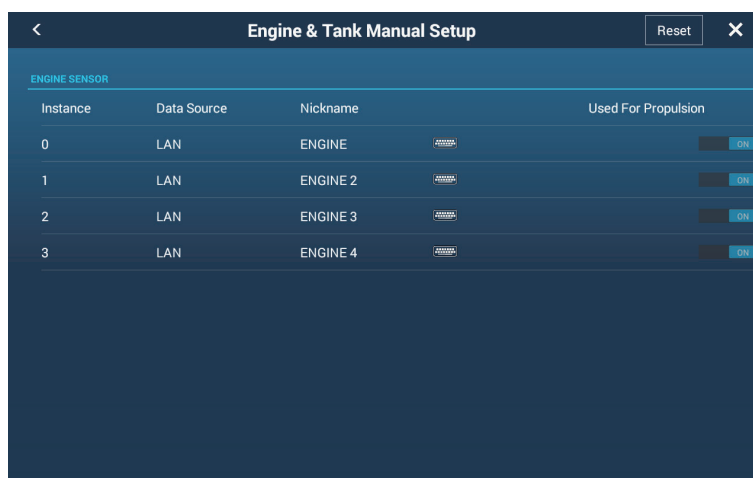 Engine & Tank Manual Setup Reset
ENGINE SENSOR
Instance Data Source Nickname Used For Propulsion
0 LAN ENGINE ON
1 LAN ENGINE 2 ON
2 LAN ENGINE 3 ON
3 LAN ENGINE 4 ON